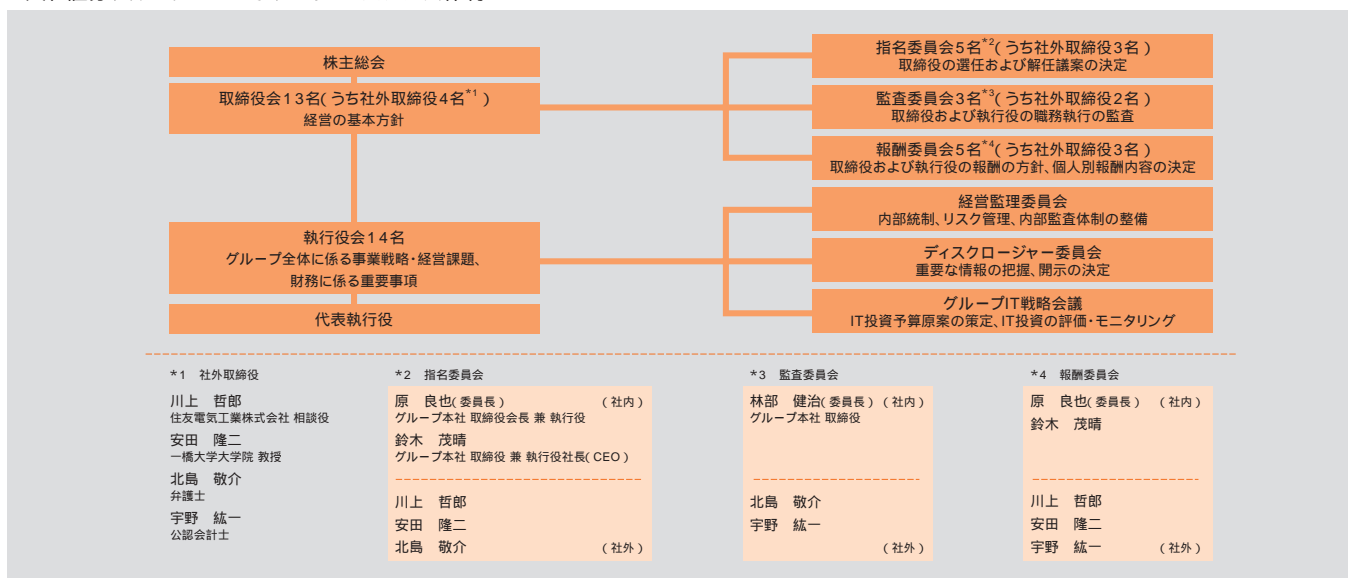 株主総会
取締役会13名(うち社外取締役4名*1)
経営の基本方針
執行役会14名
グループ全体に係る事業戦略・経営課題、
財務に係る重要事項
代表執行役
指名委員会5名*2(うち社外取締役3名)
取締役の選任および解任議案の決定
監査委員会3名*3(うち社外取締役2名)
取締役および執行役の職務執行の監査
報酬委員会5名*4(うち社外取締役3名)
取締役および執行役の報酬の方針、個人別報酬内容の決定
経営監理委員会
内部統制、リスク管理、内部監査体制の整備
ディスクロージャー委員会
重要な情報の把握、開示の決定
グループIT戦略会議
IT投資予算原案の策定、IT投資の評価・モニタリング
*1 社外取締役
川上 哲郎
住友電気工業株式会社 相談役
安田 隆二
一橋大学大学院 教授
北島 敬介
弁護士
宇野 紘一
公認会計士
*2 指名委員会
原 良也(委員長) (社内)
グループ本社 取締役会長 兼 執行役
鈴木 茂晴
グループ本社 取締役 兼 執行役社長(CEO)
川上 哲郎
安田 隆二
北島 敬介 (社外)
*3 監査委員会
林部 健治(委員長) (社内)
グループ本社 取締役
北島 敬介
宇野 紘一
(社外)
*4 報酬委員会
原 良也(委員長) (社内)
鈴木 茂晴
川上 哲郎
安田 隆二
宇野 紘一 (社外)